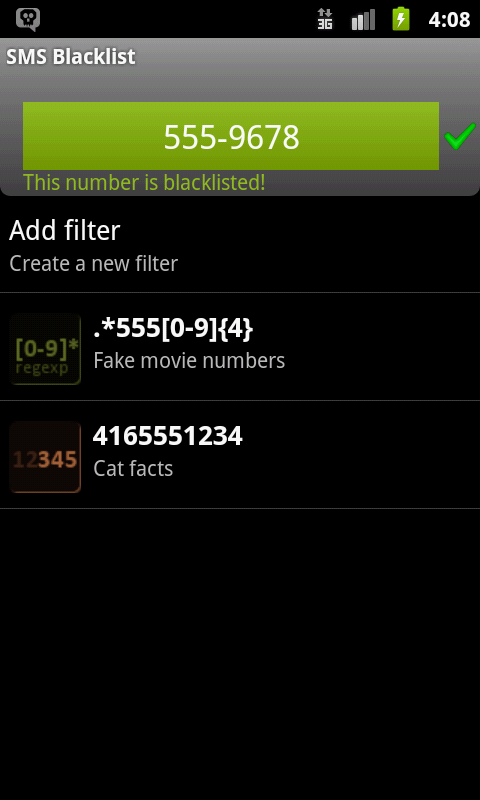 3G 4:08
SMS Blacklist
555-9678
This number is blacklisted!
Add filter
Create a new filter
.*555[0-9]{4}
[0-9]*
regexp
Fake movie numbers
4165551234
12345
Cat facts